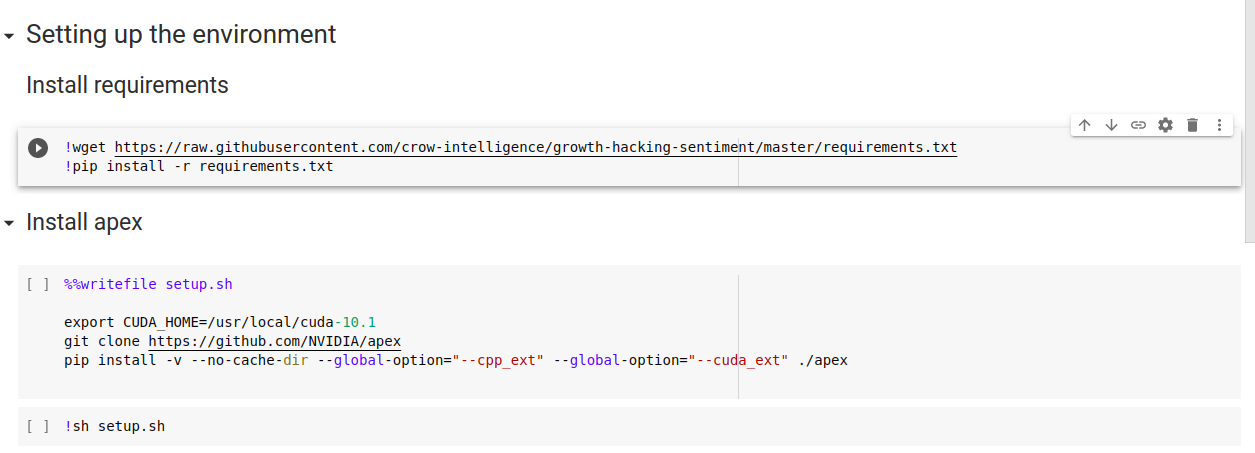 Setting up the environment
Install requirements
!wget https://raw.githubusercontent.com/crow-intelligence/growth-hacking-sentiment/master/requirements.txt
!pip install -r requirements.txt
Install apex
[ ] %%writefile setup.sh
export CUDA_HOME=/usr/local/cuda-10.1
git clone https://github.com/NVIDIA/apex
pip install -v --no-cache-dir --global-option="--cpp_ext" --global-option="--cuda_ext" ./apex
[ ] !sh setup.sh